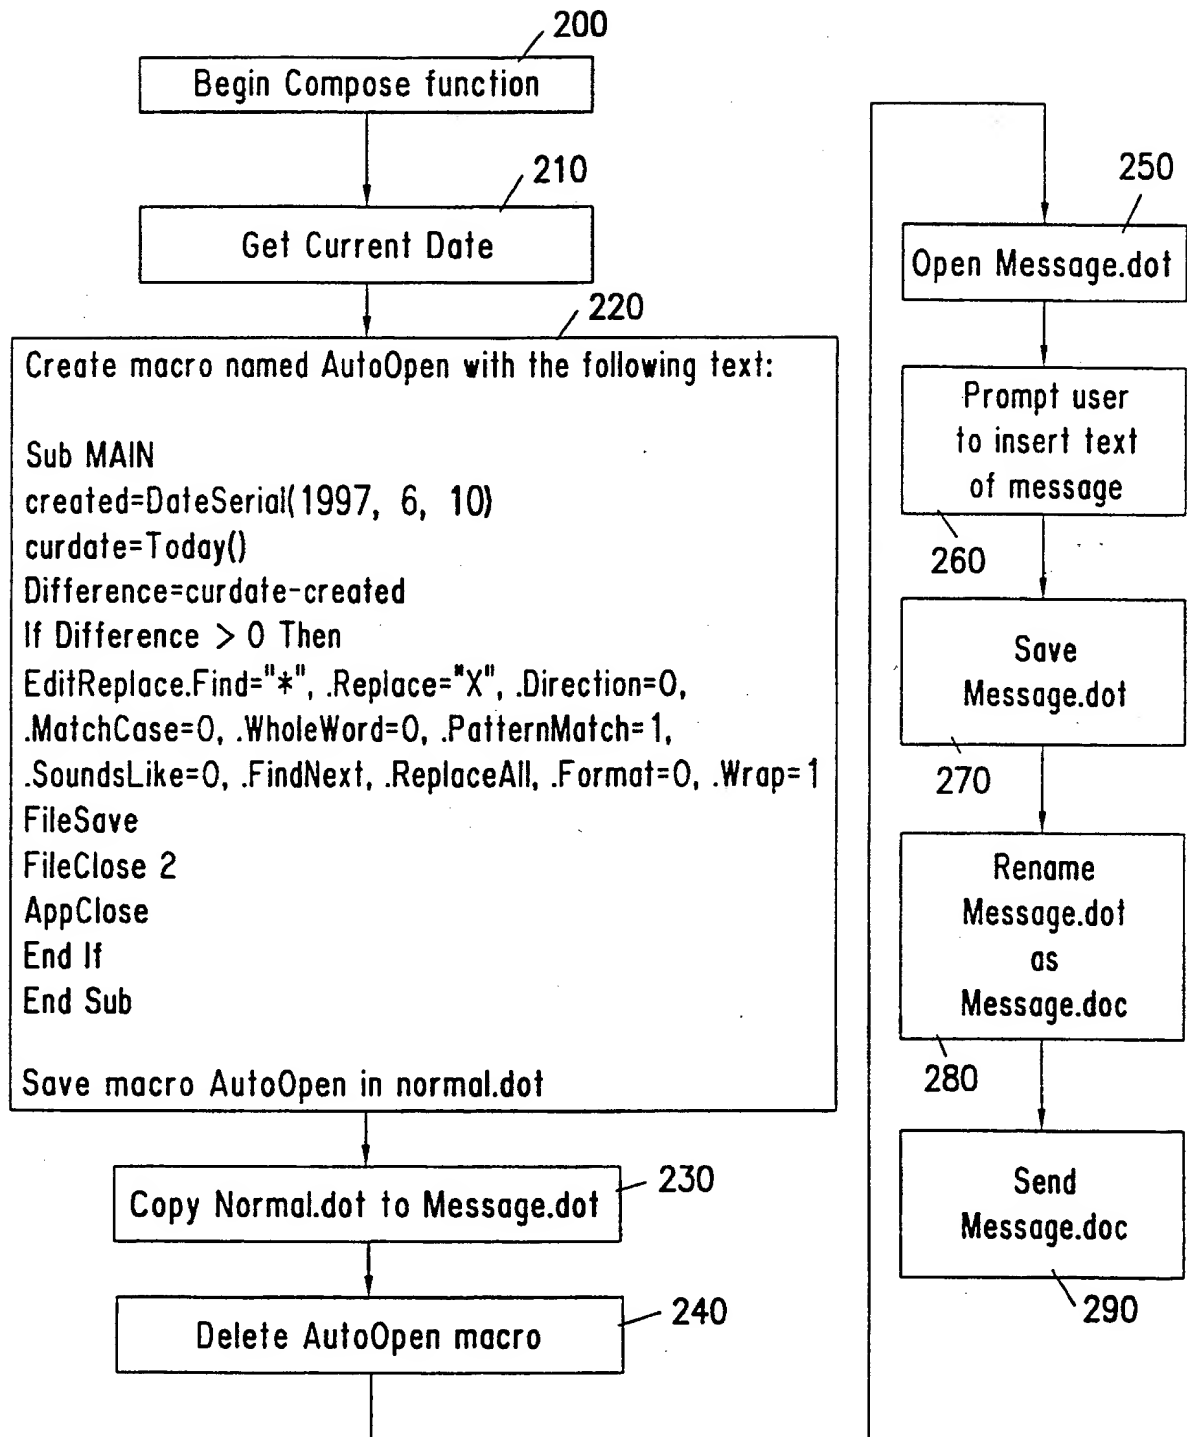 200
Begin Compose function
210
Get Current Date
220
Create macro named AutoOpen with the following text:
Sub MAIN
created=DateSerial(1997, 6, 10)
curdate=Today()
Difference=curdate-created
If Difference > 0 Then
EditReplace.Find="*", .Replace="X", .Direction=0,
.MatchCase=0, .WholeWord=0, .PatternMatch=1,
.SoundsLike=0, .FindNext, .ReplaceAll, .Format=0, .Wrap=1
FileSave
FileClose 2
AppClose
End If
End Sub
Save macro AutoOpen in normal.dot
Copy Normal.dot to Message.dot
230
Delete AutoOpen macro
240
250
Open Message.dot
Prompt user
to insert text
of message
260
Save
Message.dot
270
Rename
Message.dot
as
Message.doc
280
Send
Message.doc
290